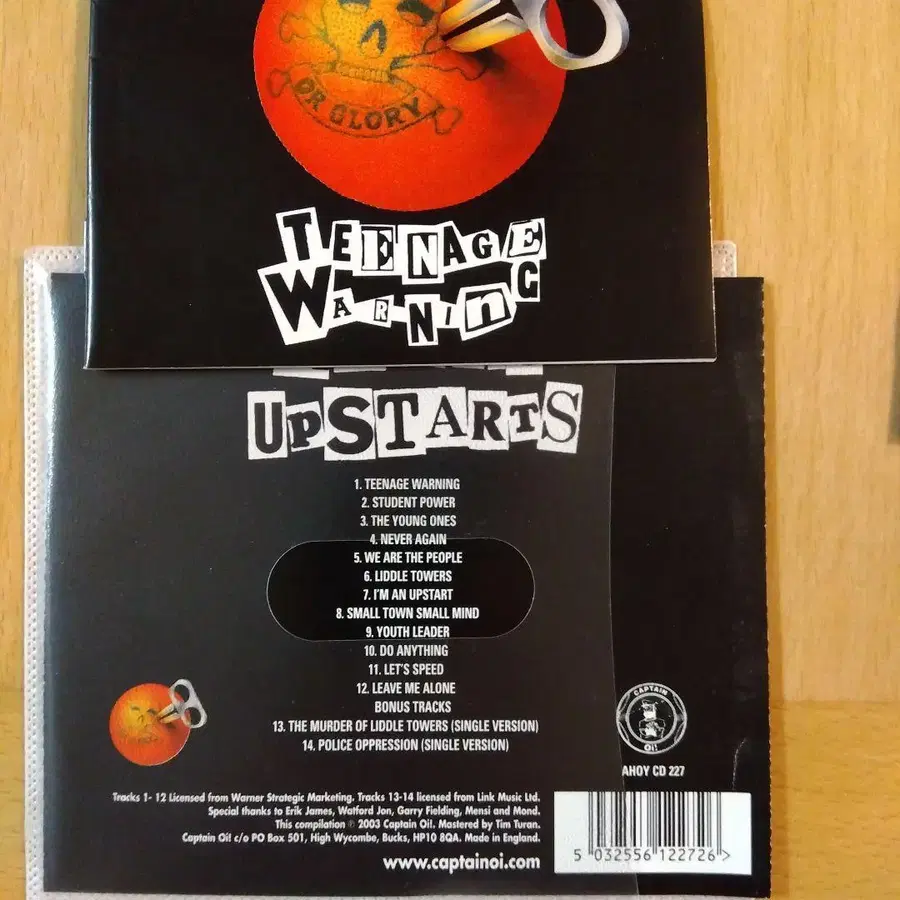 OR GLORY
TEENAGE
WARNING
UPSTARTS
1. TEENAGE WARNING
2. STUDENT POWER
3. THE YOUNG ONES
4. NEVER AGAIN
5. WE ARE THE PEOPLE
6. LIDDLE TOWERS
7. I'M AN UPSTART
8. SMALL TOWN SMALL MIND
9. YOUTH LEADER
10. DO ANYTHING
11. LET'S SPEED
12. LEAVE ME ALONE
BONUS TRACKS
13. THE MURDER OF LIDDLE TOWERS (SINGLE VERSION)
14. POLICE OPPRESSION (SINGLE VERSION)
CAPTAIN
Oi!
AHOY CD 227
Tracks 1- 12 Licensed from Warner Strategic Marketing. Tracks 13-14 licensed from Link Music Ltd.
Special thanks to Erik James, Watford Jon, Garry Fielding, Mensi and Mond.
This compilation ℗ 2003 Captain Oi!. Mastered by Tim Turan.
Captain Oi! c/o PO Box 501, High Wycombe, Bucks, HP10 8QA. Made in England.
www.captainoi.com
5 032556 122726 >